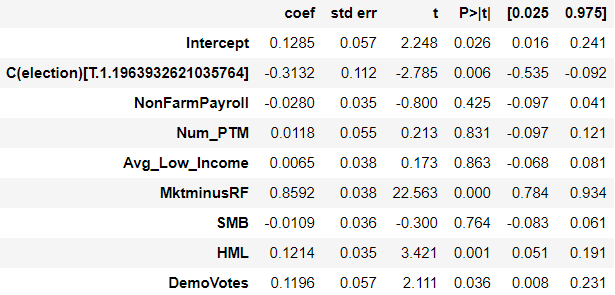 coef std err t P>|t| [0.025 0.975]
Intercept 0.1285 0.057 2.248 0.026 0.016 0.241
C(election)[T.1.1963932621035764] -0.3132 0.112 -2.785 0.006 -0.535 -0.092
NonFarmPayroll -0.0280 0.035 -0.800 0.425 -0.097 0.041
Num_PTM 0.0118 0.055 0.213 0.831 -0.097 0.121
Avg_Low_Income 0.0065 0.038 0.173 0.863 -0.068 0.081
MktminusRF 0.8592 0.038 22.563 0.000 0.784 0.934
SMB -0.0109 0.036 -0.300 0.764 -0.083 0.061
HML 0.1214 0.035 3.421 0.001 0.051 0.191
DemoVotes 0.1196 0.057 2.111 0.036 0.008 0.231